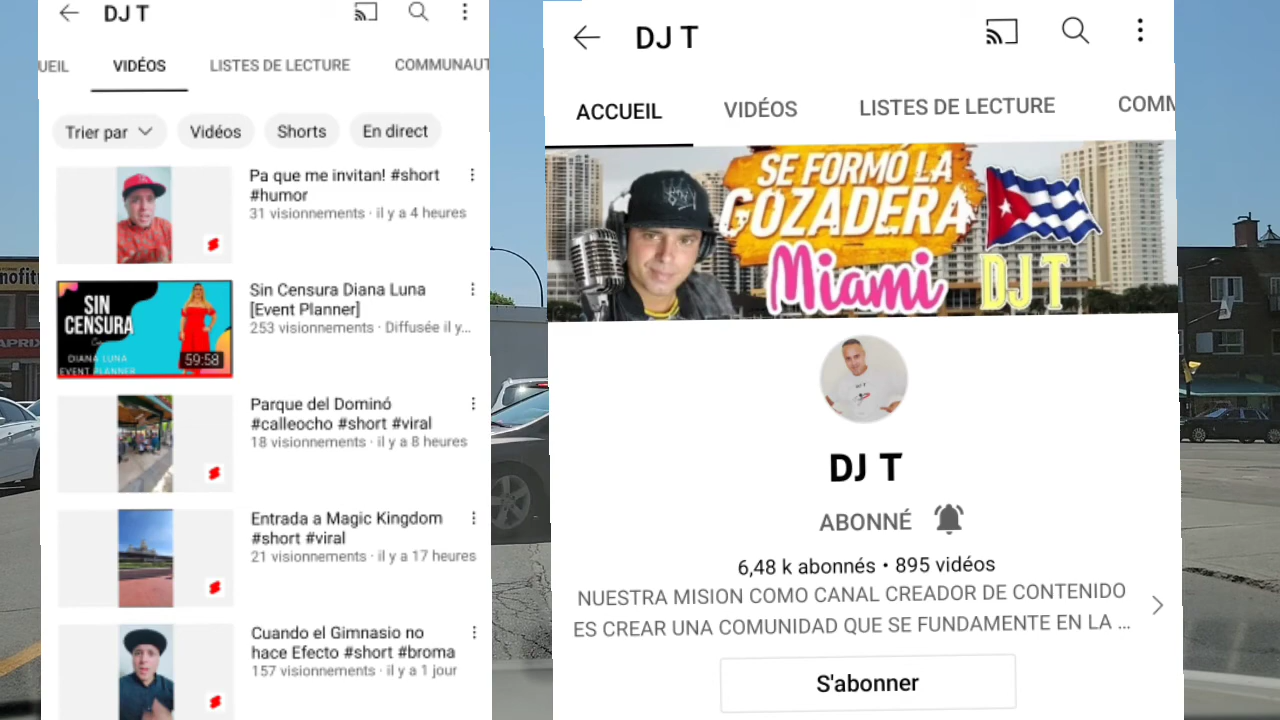 DJ T
UEIL VIDÉOS LISTES DE LECTURE COMMUNAUT
Trier par Vidéos Shorts En direct
Pa que me invitan! #short
#humor
31 visionnements · il y a 4 heures
SIN
CENSURA
DIANA LUNA
EVENT PLANNER
59:58
Sin Censura Diana Luna
[Event Planner]
253 visionnements · Diffusée il y...
Parque del Dominó
#calleocho #short #viral
18 visionnements · il y a 8 heures
Entrada a Magic Kingdom
#short #viral
21 visionnements · il y a 17 heures
Cuando el Gimnasio no
hace Efecto #short #broma
157 visionnements · il y a 1 jour
DJ T
ACCUEIL VIDÉOS LISTES DE LECTURE COMM
SE FORMÓ LA
GOZADERA
Miami DJ T
DJ T
ABONNÉ
6,48 k abonnés • 895 vidéos
NUESTRA MISION COMO CANAL CREADOR DE CONTENIDO
ES CREAR UNA COMUNIDAD QUE SE FUNDAMENTE EN LA ...
S'abonner